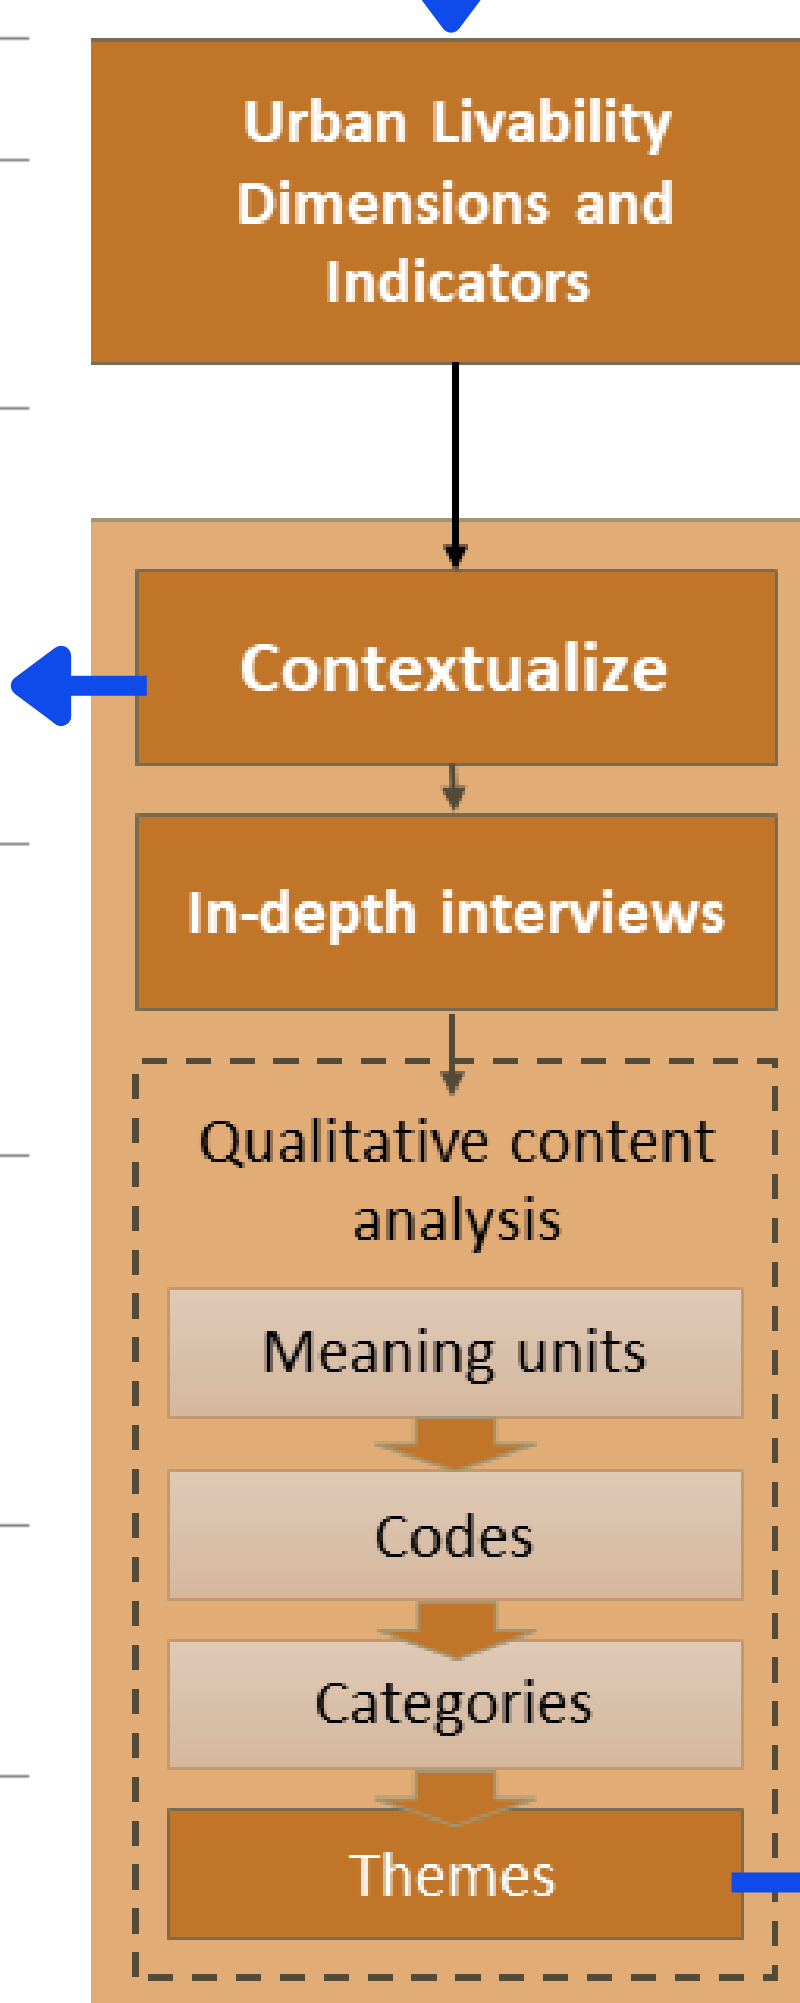 Urban Livability
Dimensions and
Indicators
Contextualize
In-depth interviews
Qualitative content
analysis
Meaning units
Codes
Categories
Themes